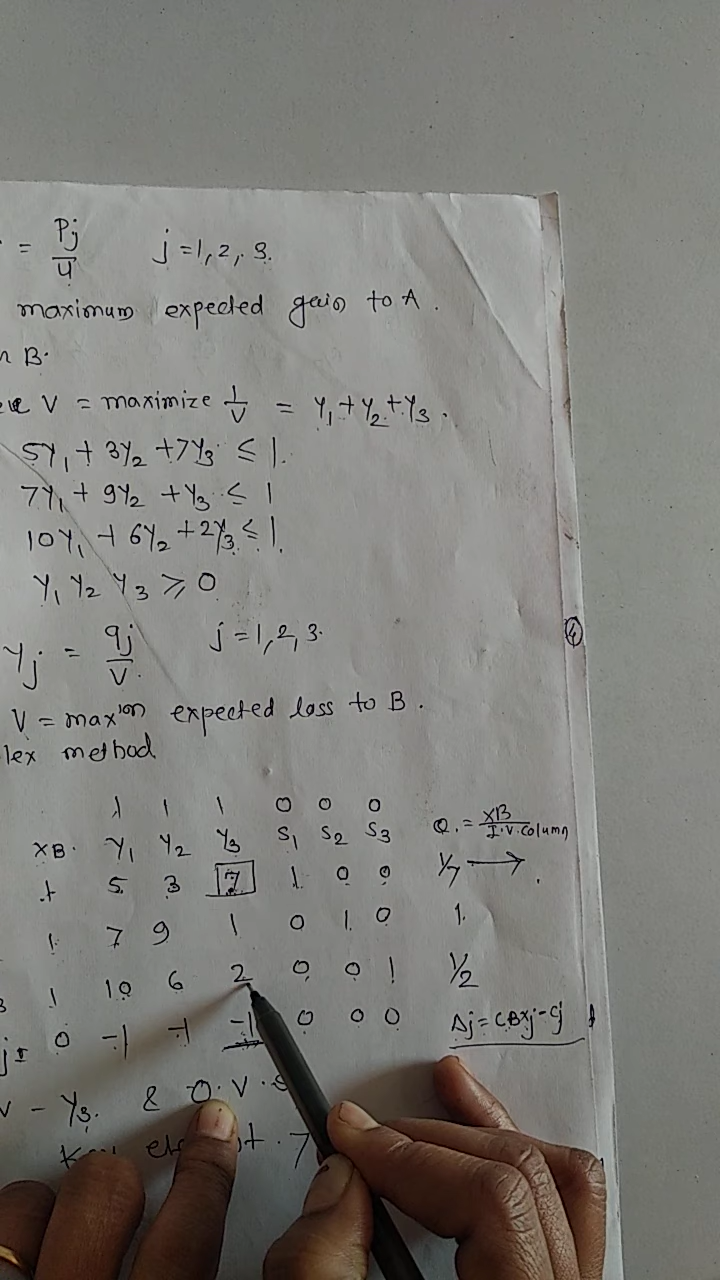 = Pj/u j = 1, 2, 3.
maximum expected gain to A.
B.
V = maximize 1/V = Y₁ + Y₂ + Y₃.
5Y₁ + 3Y₂ + 7Y₃ ≤ 1.
7Y₁ + 9Y₂ + Y₃ ≤ 1
10Y₁ + 6Y₂ + 2Y₃ ≤ 1.
Y₁ Y₂ Y₃ ≥ 0
Yj = qj/V. j = 1, 2, 3.
4
V = maxᶦᵒⁿ expected loss to B.
lex method
1 1 1 0 0 0
XB. Y₁ Y₂ Y₃ S₁ S₂ S₃ Q. = XB/I.V.column
1 5 3 7 1 0 0 1/7 →
1 7 9 1 0 1 0 1.
1 10 6 2 0 0 1 1/2
0 -1 -1 -1 0 0 0 Δj = CBXj - Cj
V - Y₃. & O.V.
7